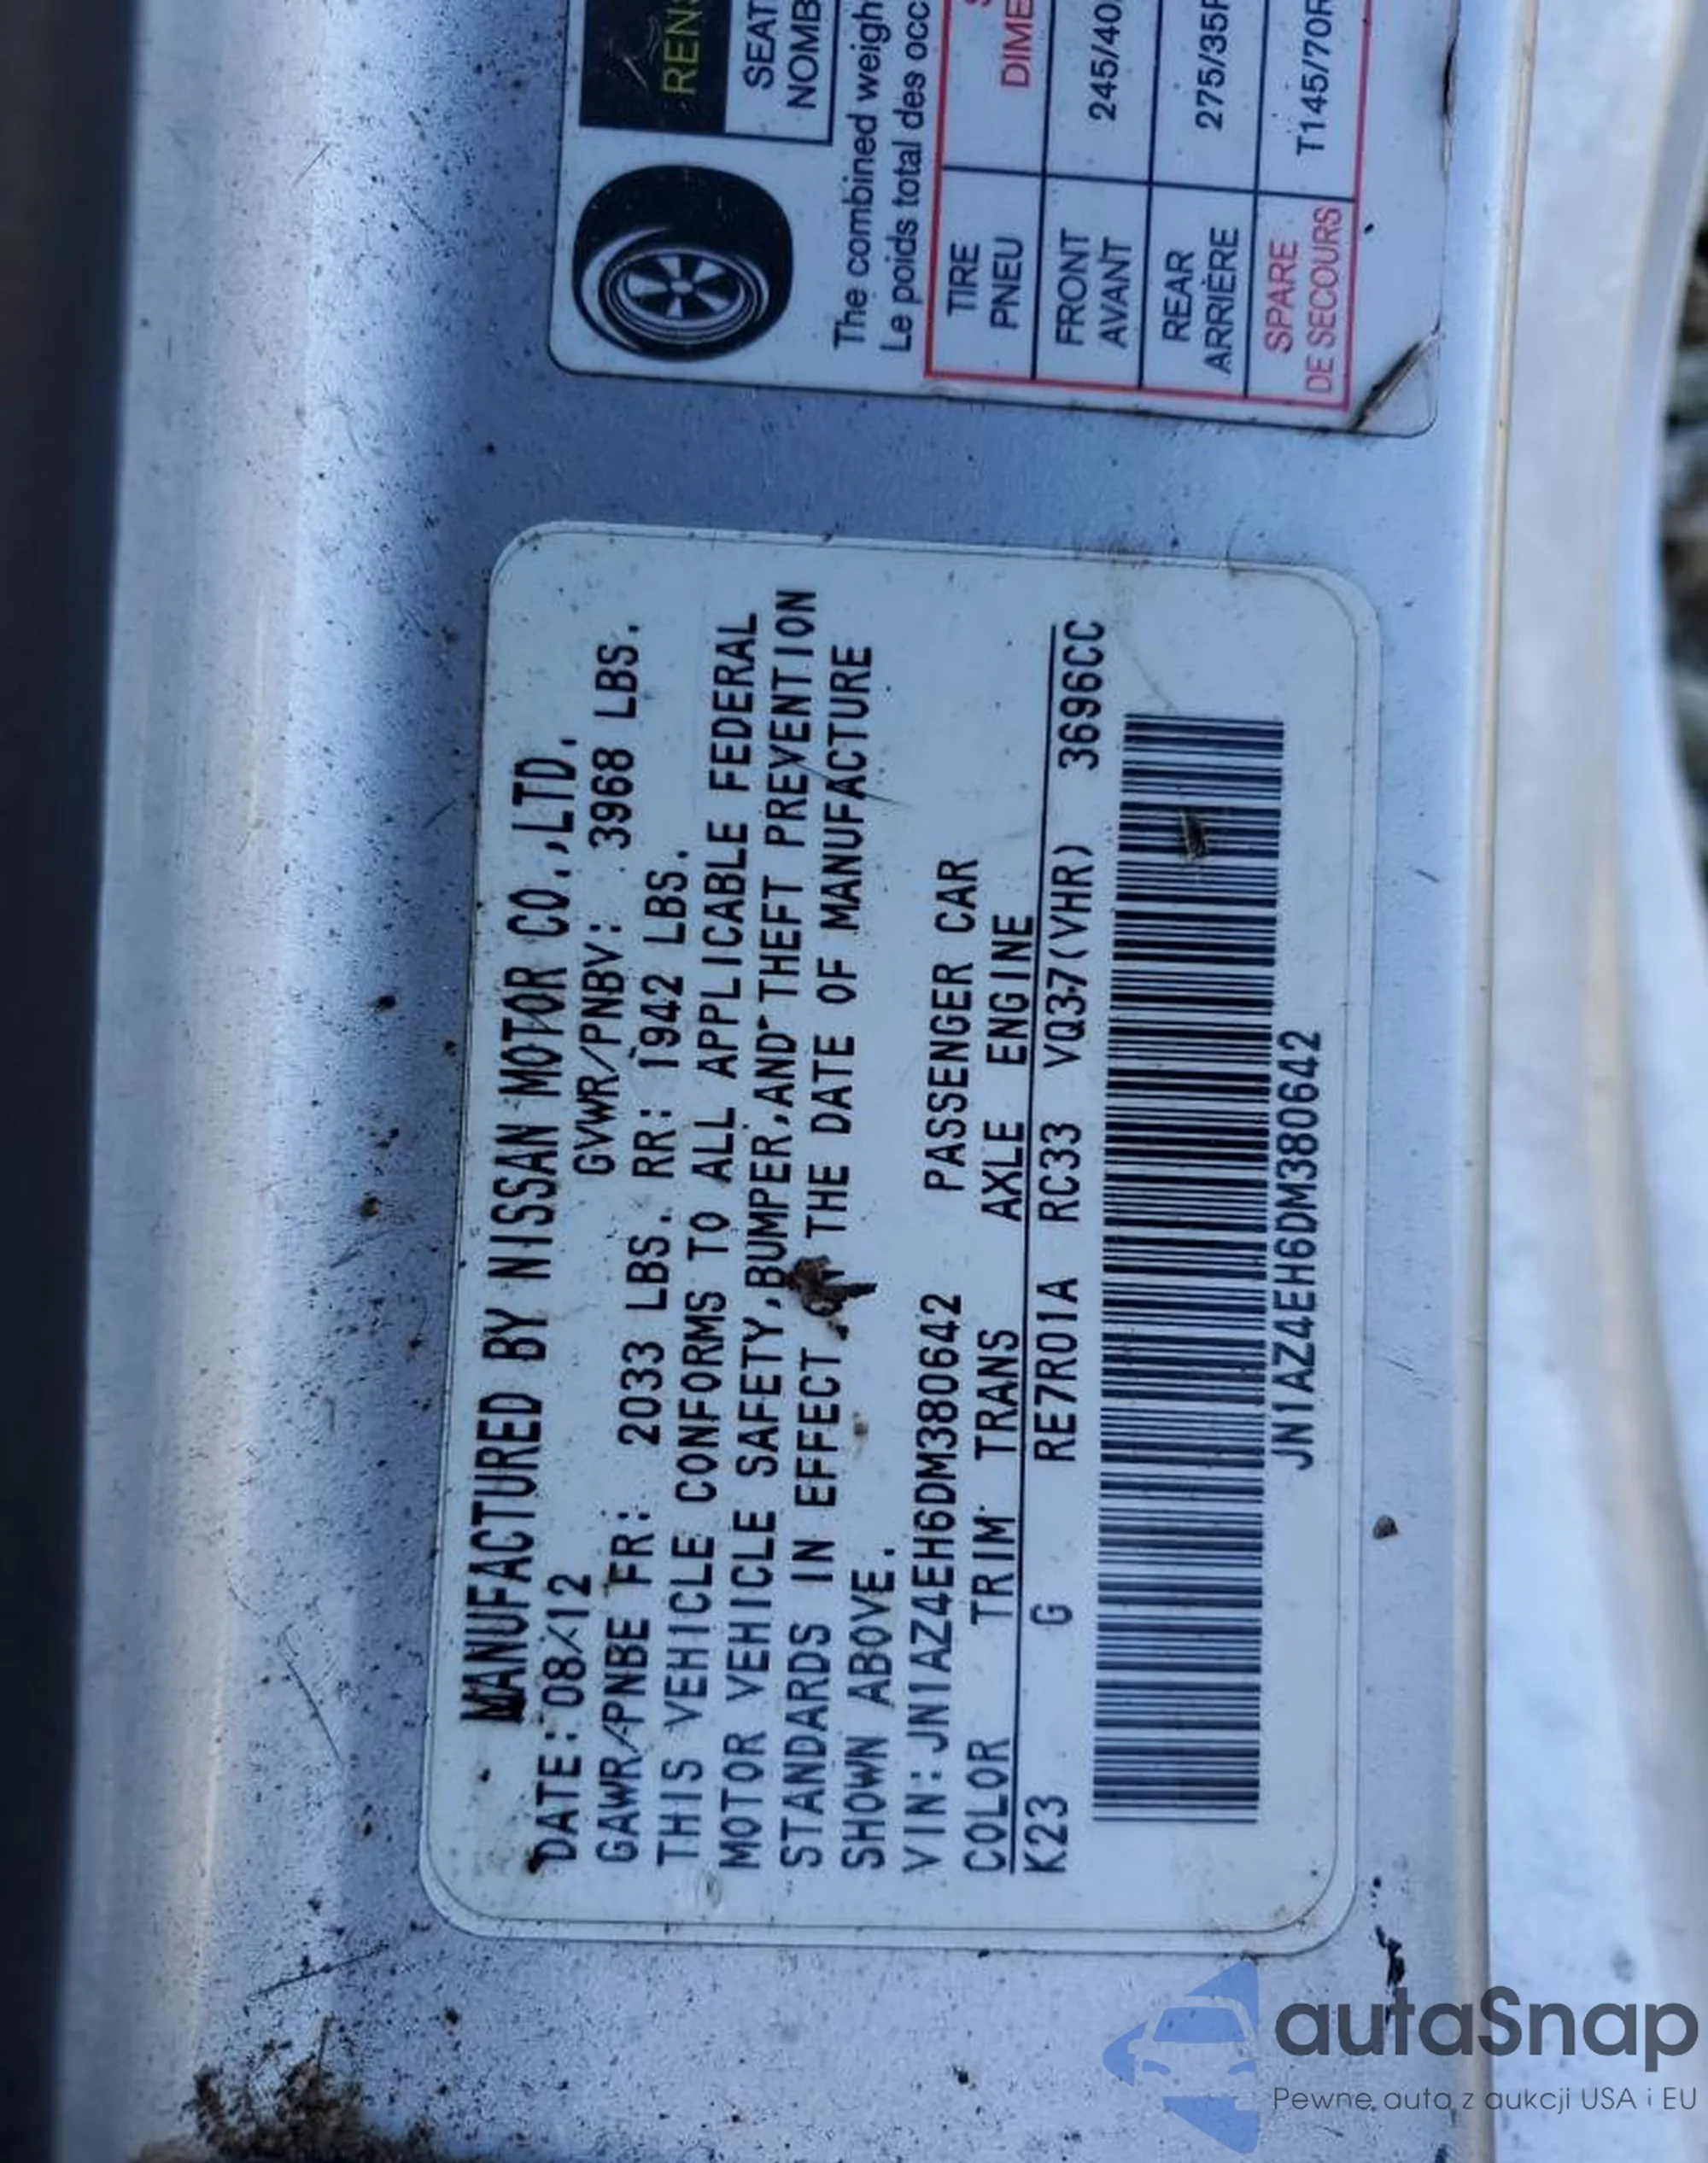 MANUFACTURED BY NISSAN MOTOR CO.,LTD.
DATE:08/12 GVWR/PNBV: 3968 LBS.
GAWR/PNBE FR: 2033 LBS. RR: 1942 LBS.
THIS VEHICLE CONFORMS TO ALL APPLICABLE FEDERAL
MOTOR VEHICLE SAFETY,BUMPER,AND THEFT PREVENTION
STANDARDS IN EFFECT ON THE DATE OF MANUFACTURE
SHOWN ABOVE.
VIN:JN1AZ4EH6DM380642 PASSENGER CAR
COLOR TRIM TRANS AXLE ENGINE
K23 G RE7R01A RC33 VQ37(VHR) 3696CC
JN1AZ4EH6DM380642
SEAT
NOMB
The combined weigh
Le poids total des occ
TIRE
PNEU
DIME
FRONT
AVANT
245/40
REAR
ARRIÈRE
275/35
SPARE
DE SECOURS
T145/70R
autaSnap
Pewne auta z aukcji USA i EU